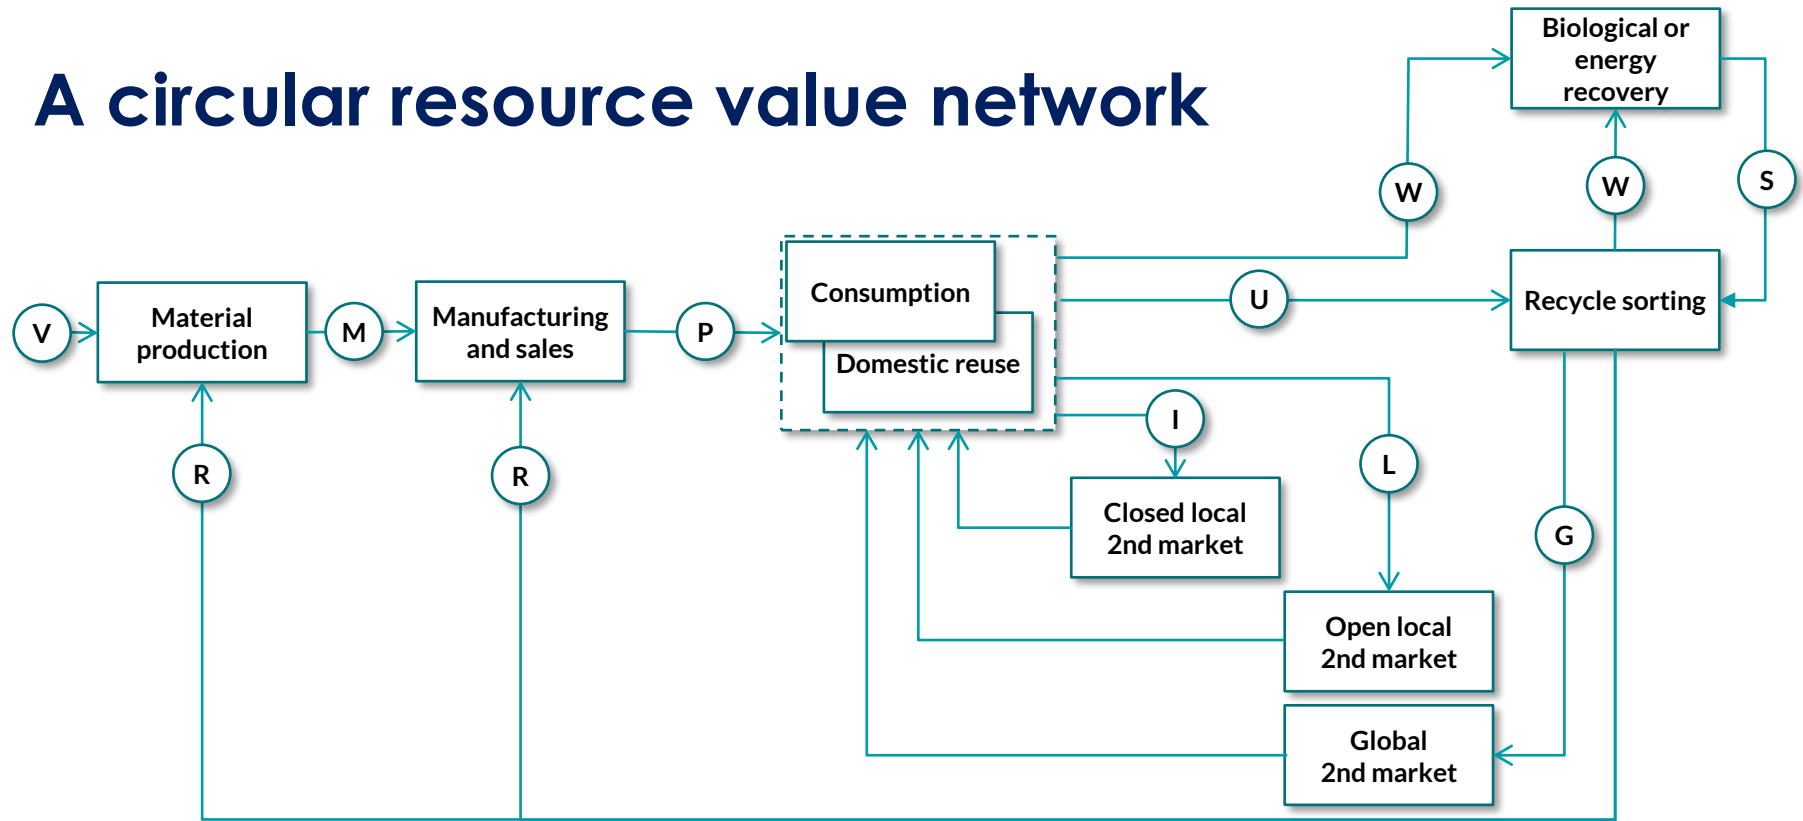 A circular resource value network
Biological or
energy
recovery
W
W
S
V
Material
production
M
Manufacturing
and sales
P
Consumption
Domestic reuse
U
Recycle sorting
I
L
R
R
Closed local
2nd market
G
Open local
2nd market
Global
2nd market